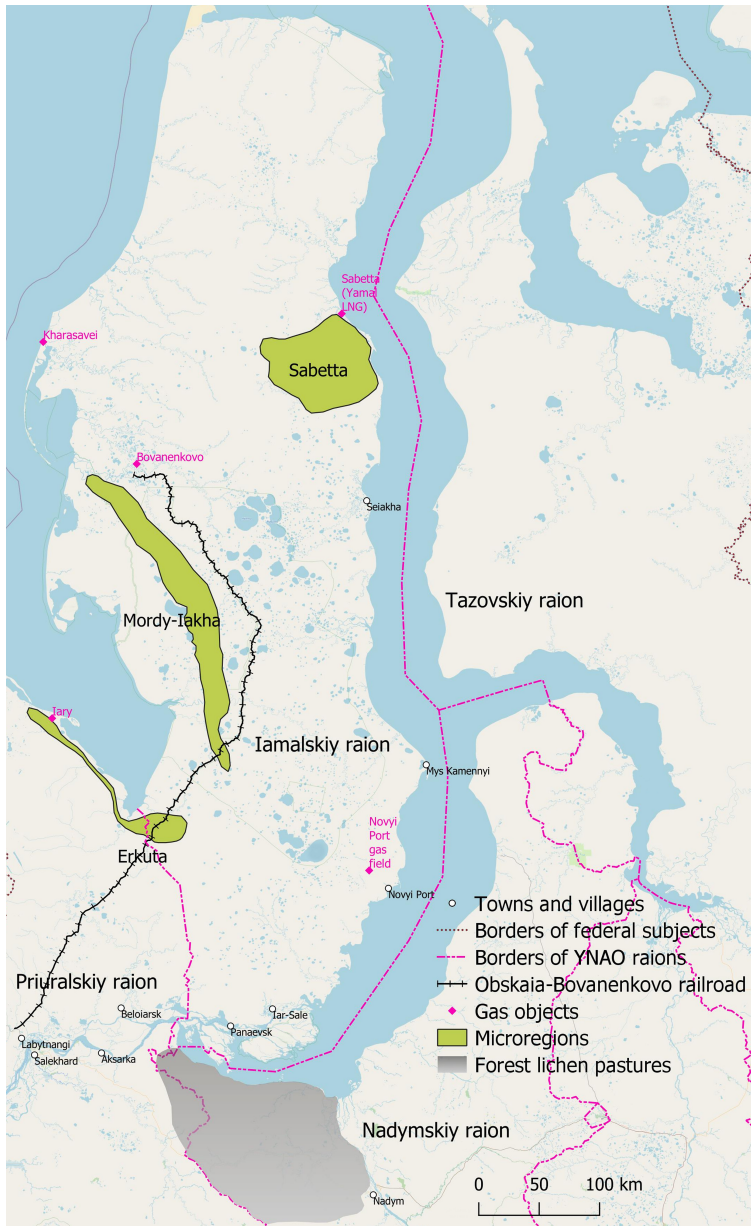 Sabetta
(Yamal
LNG)
Kharasavei
Sabetta
Bovanenkovo
Seiakha
Tazovskiy raion
Mordy-Iakha
Iary
Iamalskiy raion
Mys Kamennyi
Novyi
Port
gas
field
Erkuta
Novyi Port
Towns and villages
Borders of federal subjects
Borders of YNAO raions
Obskaia-Bovanenkovo railroad
Gas objects
Microregions
Forest lichen pastures
Priuralskiy raion
Beloiarsk
Iar-Sale
Panaevsk
Labytnangi
Salekhard
Aksarka
Nadymskiy raion
Nadym
0 50 100 km